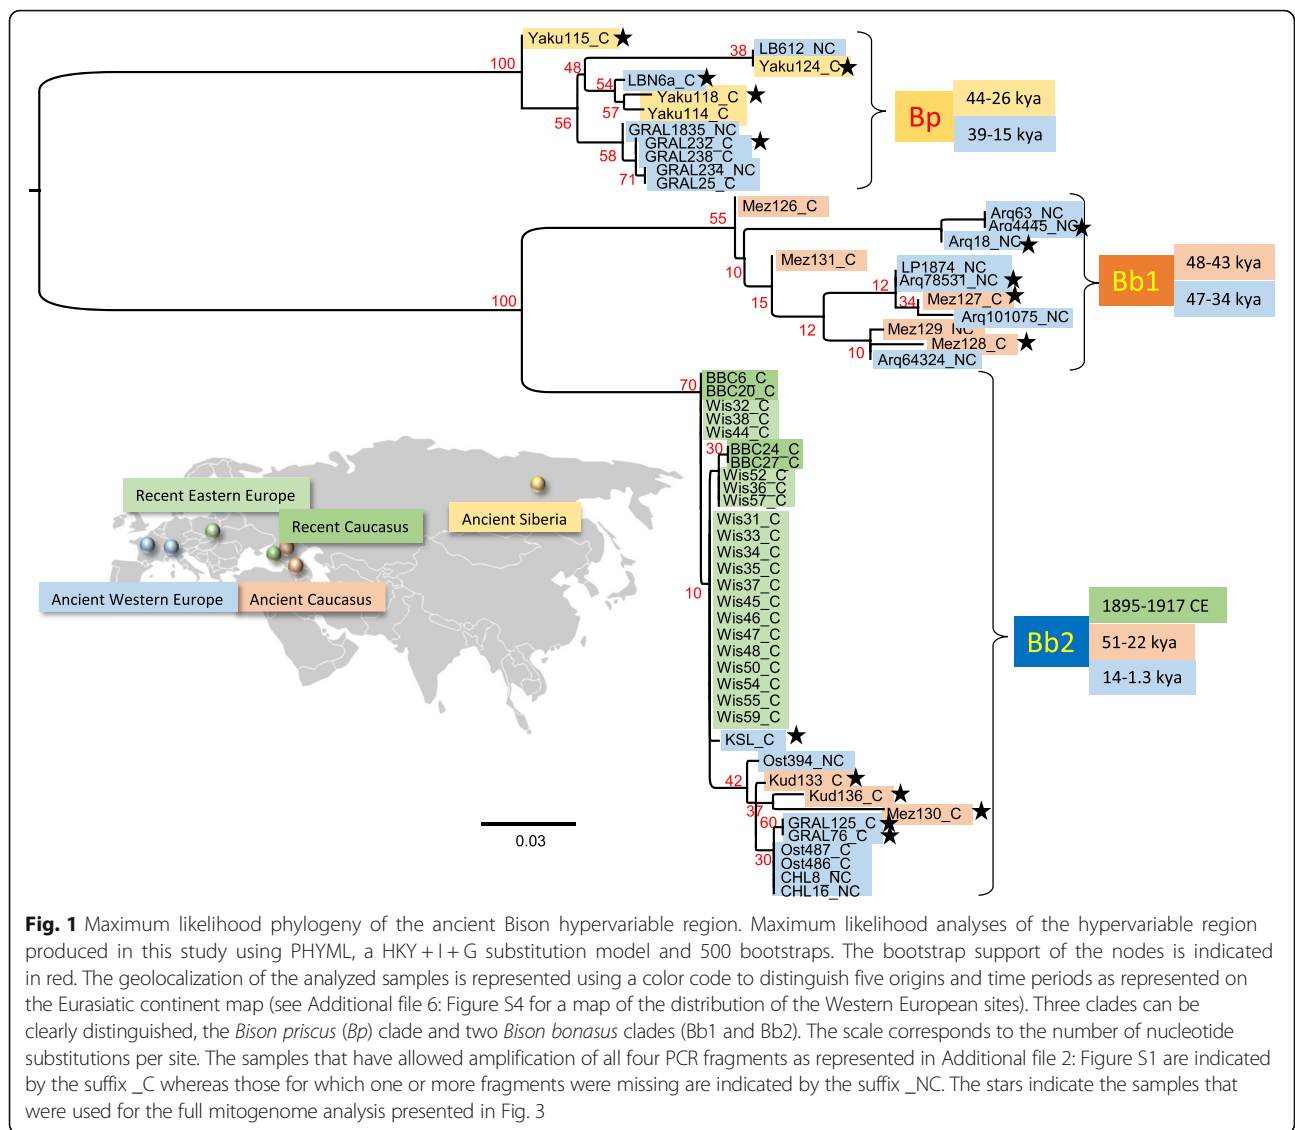 Yaku115_C
100
38
LB612_NC
Yaku124_C
48
54
LBN6a_C
Yaku118_C
57
Yaku114_C
56
GRAL1835_NC
GRAL232_C
58
GRAL238_C
GRAL234_NC
71
GRAL25_C
Bp
44-26 kya
39-15 kya
Mez126_C
55
Arq63_NC
Arq4445_NC
Arq18_NC
10
Mez131_C
LP1874_NC
12
Arq78531_NC
15
34
Mez127_C
Arq101075_NC
12
Mez129_NC
Mez128_C
10
Arq64324_NC
100
Bb1
48-43 kya
47-34 kya
70
BBC6_C
BBC20_C
Wis32_C
Wis38_C
Wis44_C
30
BBC24_C
BBC27_C
Wis52_C
Wis36_C
Wis57_C
Wis31_C
Wis33_C
Wis34_C
Wis35_C
Wis37_C
10
Wis45_C
Wis46_C
Wis47_C
Wis48_C
Wis50_C
Wis54_C
Wis55_C
Wis59_C
KSL_C
Ost394_NC
42
Kud133_C
Kud136_C
37
Mez130_C
60
GRAL125_C
GRAL76_C
Ost487_C
30
Ost486_C
CHL8_NC
CHL16_NC
Bb2
1895-1917 CE
51-22 kya
14-1.3 kya
Recent Eastern Europe
Recent Caucasus
Ancient Siberia
Ancient Western Europe
Ancient Caucasus
0.03
Fig. 1 Maximum likelihood phylogeny of the ancient Bison hypervariable region. Maximum likelihood analyses of the hypervariable region
produced in this study using PHYML, a HKY + I + G substitution model and 500 bootstraps. The bootstrap support of the nodes is indicated
in red. The geolocalization of the analyzed samples is represented using a color code to distinguish five origins and time periods as represented on
the Eurasiatic continent map (see Additional file 6: Figure S4 for a map of the distribution of the Western European sites). Three clades can be
clearly distinguished, the Bison priscus (Bp) clade and two Bison bonasus clades (Bb1 and Bb2). The scale corresponds to the number of nucleotide
substitutions per site. The samples that have allowed amplification of all four PCR fragments as represented in Additional file 2: Figure S1 are indicated
by the suffix _C whereas those for which one or more fragments were missing are indicated by the suffix _NC. The stars indicate the samples that
were used for the full mitogenome analysis presented in Fig. 3